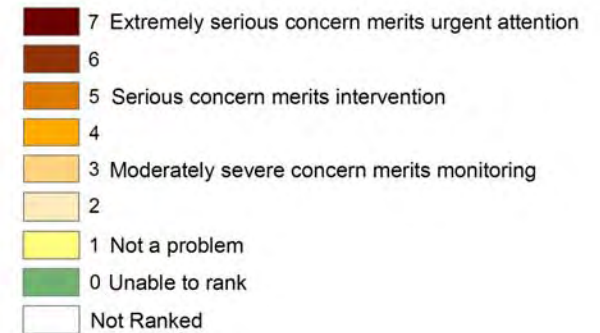 7 Extremely serious concern merits urgent attention
6
5 Serious concern merits intervention
4
3 Moderately severe concern merits monitoring
2
1 Not a problem
0 Unable to rank
Not Ranked